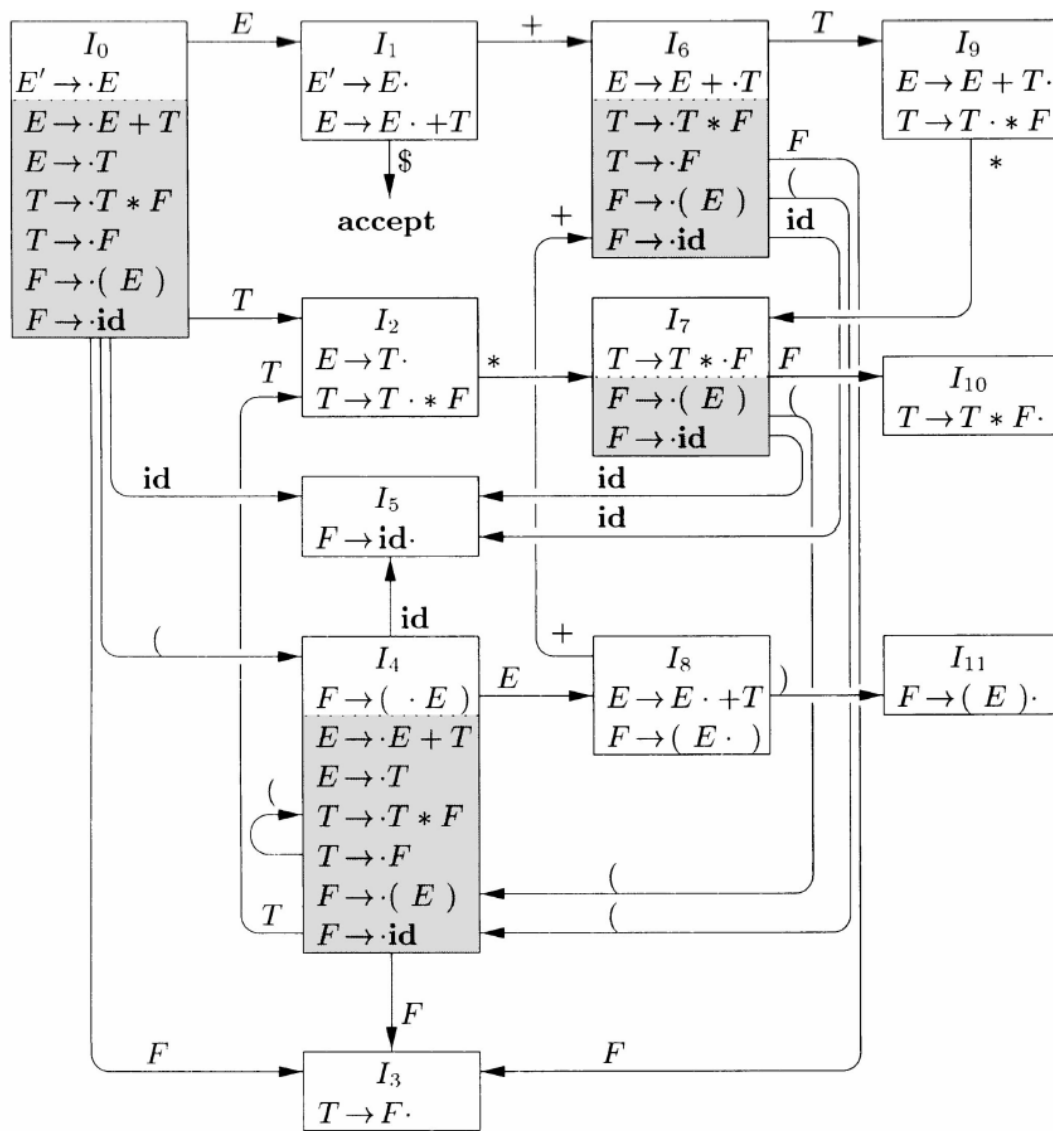 I₀
E' → ·E
E → ·E + T
E → ·T
T → ·T * F
T → ·F
F → ·( E )
F → ·id
E
I₁
E' → E·
E → E · +T
$
accept
+
I₆
E → E + ·T
T → ·T * F
T → ·F
F → ·( E )
F → ·id
T
I₉
E → E + T·
T → T · * F
*
F
(
id
+
T
I₂
E → T·
T → T · * F
T
*
I₇
T → T * ·F
F → ·( E )
F → ·id
F
(
I₁₀
T → T * F·
id
id
id
I₅
F → id·
id
(
I₄
F → ( · E )
E → ·E + T
E → ·T
T → ·T * F
T → ·F
F → ·( E )
F → ·id
E
+
I₈
E → E · +T
F → ( E · )
)
I₁₁
F → ( E )·
(
T
(
(
F
F
F
I₃
T → F·